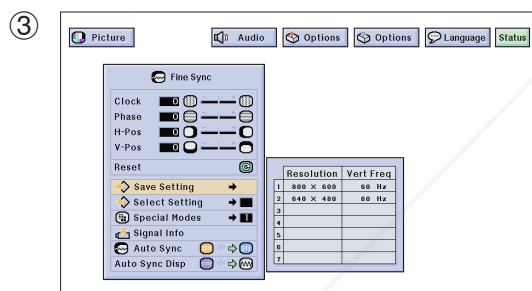 3
Picture Audio Options Options Language Status
Fine Sync
Clock 0
Phase 0
H-Pos 0
V-Pos 0
Reset
Save Setting
Select Setting
Special Modes 1
Signal Info
Auto Sync
Auto Sync Disp
Resolution Vert Freq
1 800 × 600 60 Hz
2 640 × 480 60 Hz
3
4
5
6
7